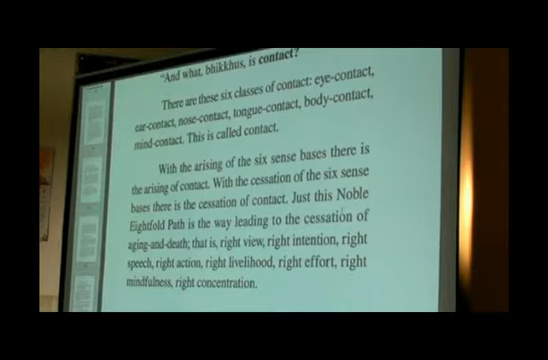 "And what, bhikkhus, is contact?
There are these six classes of contact: eye-contact,
ear-contact, nose-contact, tongue-contact, body-contact,
mind-contact. This is called contact.
With the arising of the six sense bases there is
the arising of contact. With the cessation of the six sense
bases there is the cessation of contact. Just this Noble
Eightfold Path is the way leading to the cessation of
aging-and-death; that is, right view, right intention, right
speech, right action, right livelihood, right effort, right
mindfulness, right concentration.